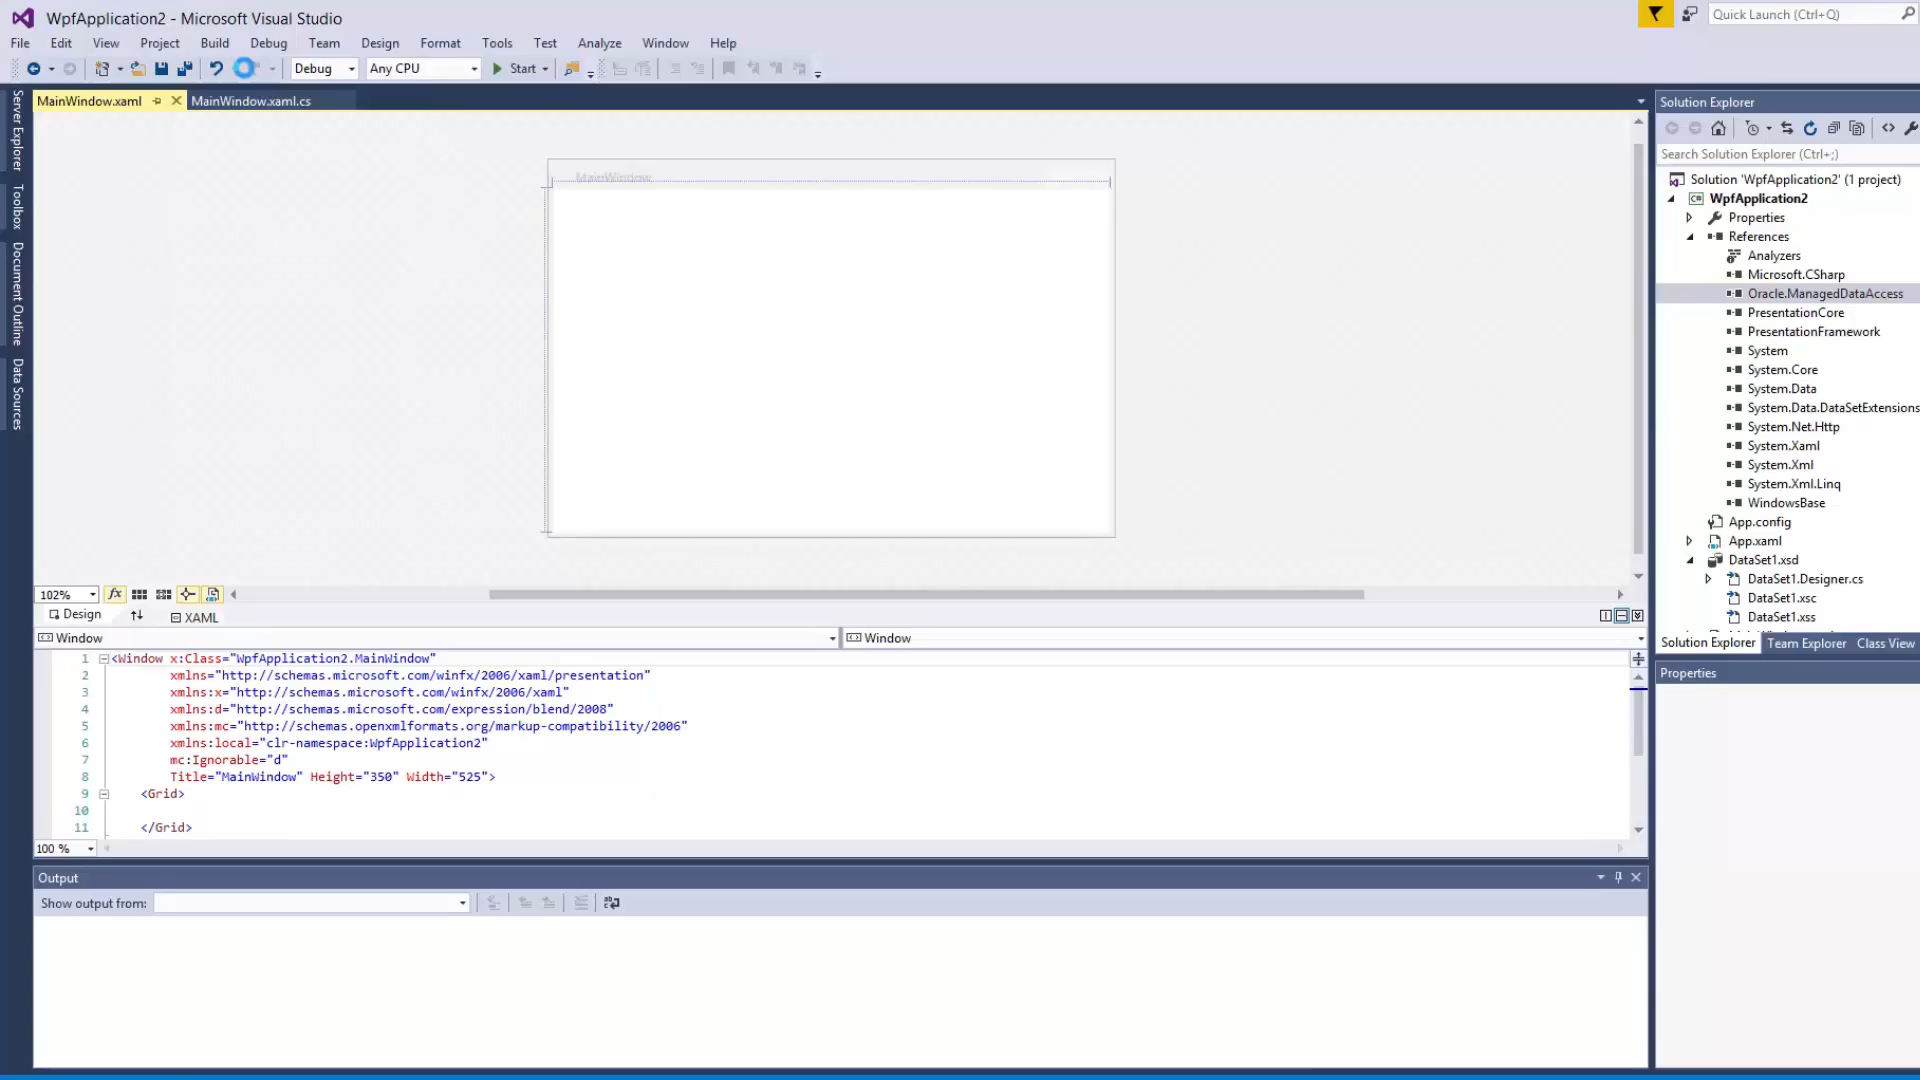 WpfApplication2 - Microsoft Visual Studio
Quick Launch (Ctrl+Q)
File Edit View Project Build Debug Team Design Format Tools Test Analyze Window Help
Debug Any CPU Start
MainWindow.xaml MainWindow.xaml.cs
Server Explorer
Toolbox
Document Outline
Data Sources
MainWindow
102%
Design XAML
Window Window
1 <Window x:Class="WpfApplication2.MainWindow"
2 xmlns="http://schemas.microsoft.com/winfx/2006/xaml/presentation"
3 xmlns:x="http://schemas.microsoft.com/winfx/2006/xaml"
4 xmlns:d="http://schemas.microsoft.com/expression/blend/2008"
5 xmlns:mc="http://schemas.openxmlformats.org/markup-compatibility/2006"
6 xmlns:local="clr-namespace:WpfApplication2"
7 mc:Ignorable="d"
8 Title="MainWindow" Height="350" Width="525">
9 <Grid>
10
11 </Grid>
100 %
Output
Show output from:
Solution Explorer
Search Solution Explorer (Ctrl+;)
Solution 'WpfApplication2' (1 project)
WpfApplication2
Properties
References
Analyzers
Microsoft.CSharp
Oracle.ManagedDataAccess
PresentationCore
PresentationFramework
System
System.Core
System.Data
System.Data.DataSetExtensions
System.Net.Http
System.Xaml
System.Xml
System.Xml.Linq
WindowsBase
App.config
App.xaml
DataSet1.xsd
DataSet1.Designer.cs
DataSet1.xsc
DataSet1.xss
Solution Explorer Team Explorer Class View
Properties